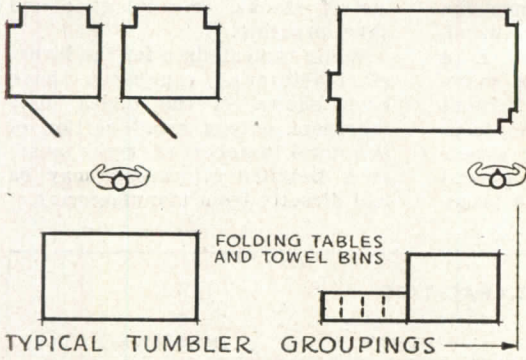 FOLDING TABLES
AND TOWEL BINS
TYPICAL TUMBLER GROUPINGS